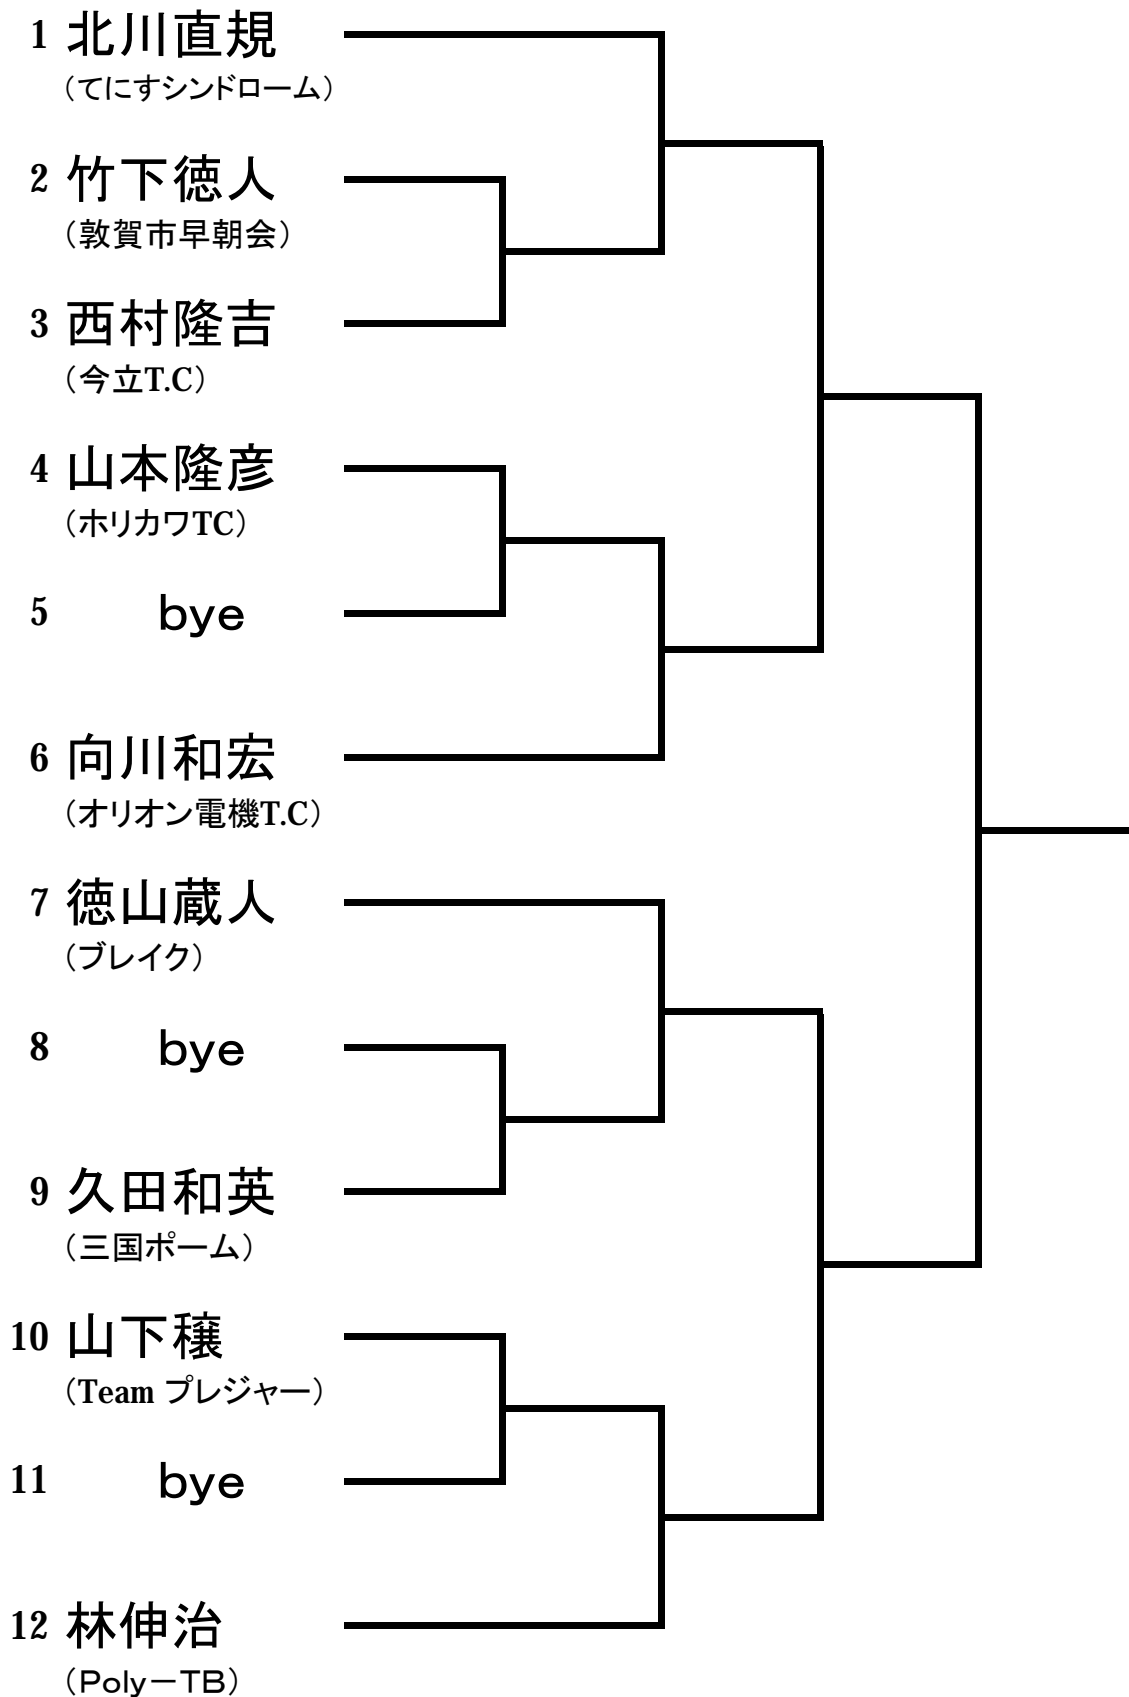 1 北川直規
（てにすシンドローム）
2 竹下徳人
（敦賀市早朝会）
3 西村隆吉
（今立T.C）
4 山本隆彦
（ホリカワTC）
5 bye
6 向川和宏
（オリオン電機T.C）
7 徳山蔵人
（ブレイク）
8 bye
9 久田和英
（三国ポーム）
10 山下穣
（Team プレジャー）
11 bye
12 林伸治
（Poly－TB）